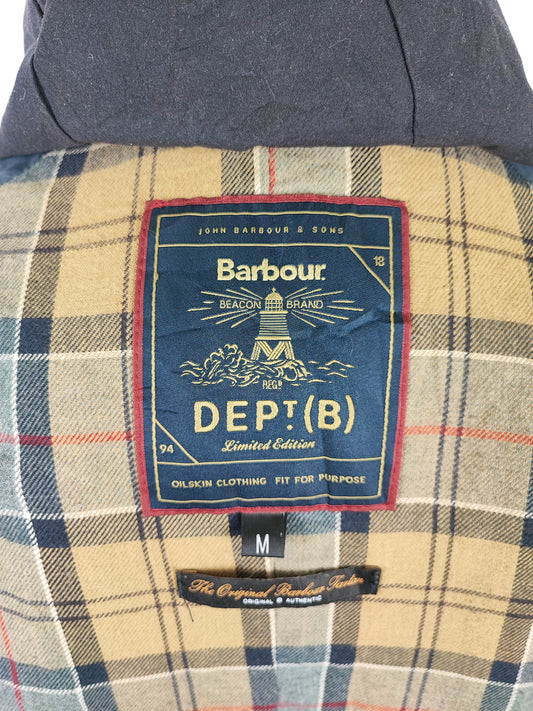 JOHN BARBOUR & SONS
18
Barbour
BEACON BRAND
REGD
DEPT(B)
Limited Edition
94
OILSKIN CLOTHING FIT FOR PURPOSE
M
The Original Barbour Tartan
ORIGINAL & AUTHENTIC